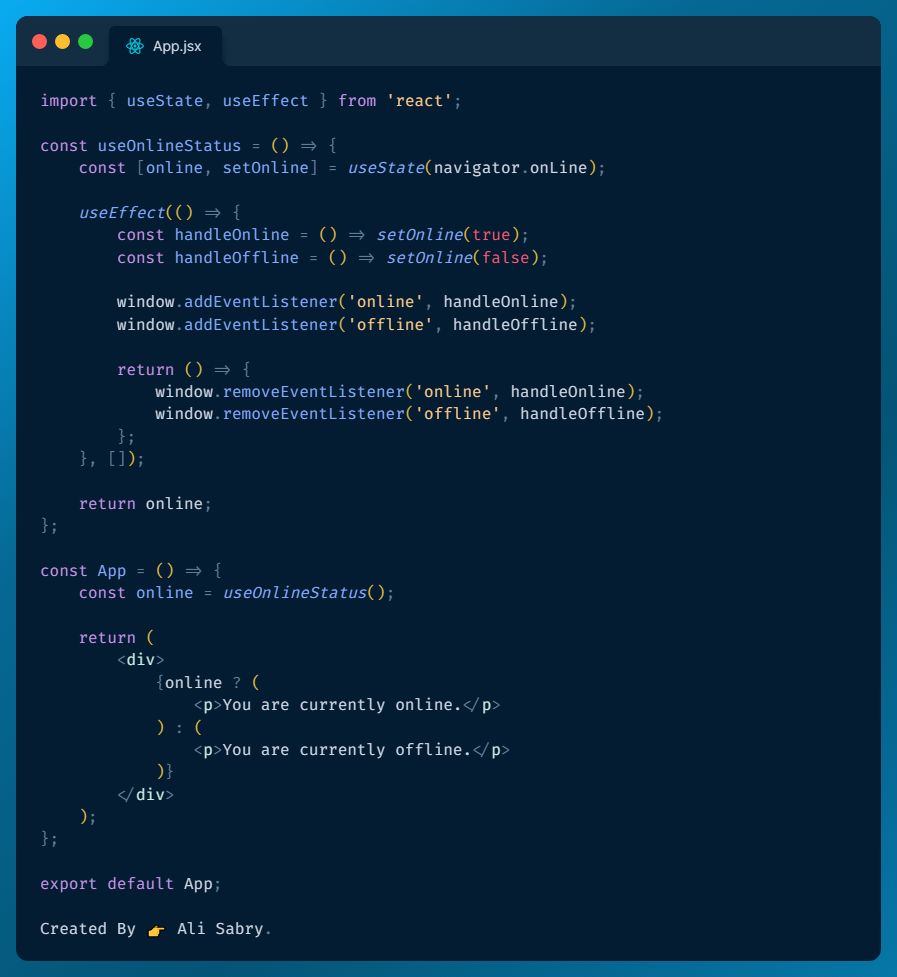 App.jsx
import { useState, useEffect } from 'react';
const useOnlineStatus = () => {
    const [online, setOnline] = useState(navigator.onLine);
    useEffect(() => {
        const handleOnline = () => setOnline(true);
        const handleOffline = () => setOnline(false);
        window.addEventListener('online', handleOnline);
        window.addEventListener('offline', handleOffline);
        return () => {
            window.removeEventListener('online', handleOnline);
            window.removeEventListener('offline', handleOffline);
        };
    }, []);
    return online;
};
const App = () => {
    const online = useOnlineStatus();
    return (
        <div>
            {online ? (
                <p>You are currently online.</p>
            ) : (
                <p>You are currently offline.</p>
            )}
        </div>
    );
};
export default App;
Created By 👉 Ali Sabry.